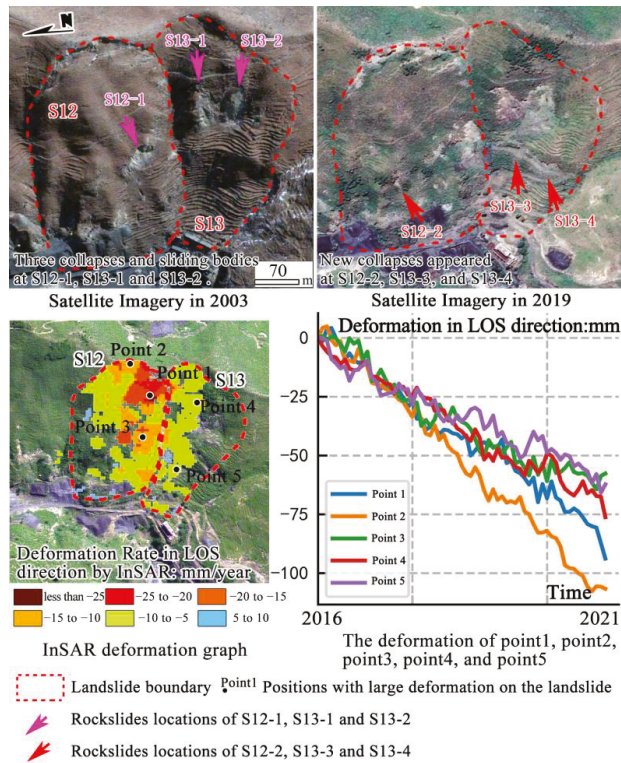 N
S13-1
S13-2
S12
S12-1
S13
Three collapses and sliding bodies
at S12-1, S13-1 and S13-2 .
70
m
Satellite Imagery in 2003
S13-3
S13-4
S12-2
New collapses appeared
at S12-2, S13-3, and S13-4
Satellite Imagery in 2019
S12
Point 2
Point 1
S13
Point 4
Point 3
Point 5
Deformation Rate in LOS
direction by InSAR: mm/year
less than −25
−25 to −20
−20 to −15
−15 to −10
−10 to −5
5 to 10
InSAR deformation graph
Deformation in LOS direction:mm
0
−25
−50
−75
−100
Point 1
Point 2
Point 3
Point 4
Point 5
Time
2016
2021
The deformation of point1, point2,
point3, point4, and point5
Landslide boundary
Point1 Positions with large deformation on the landslide
Rockslides locations of S12-1, S13-1 and S13-2
Rockslides locations of S12-2, S13-3 and S13-4